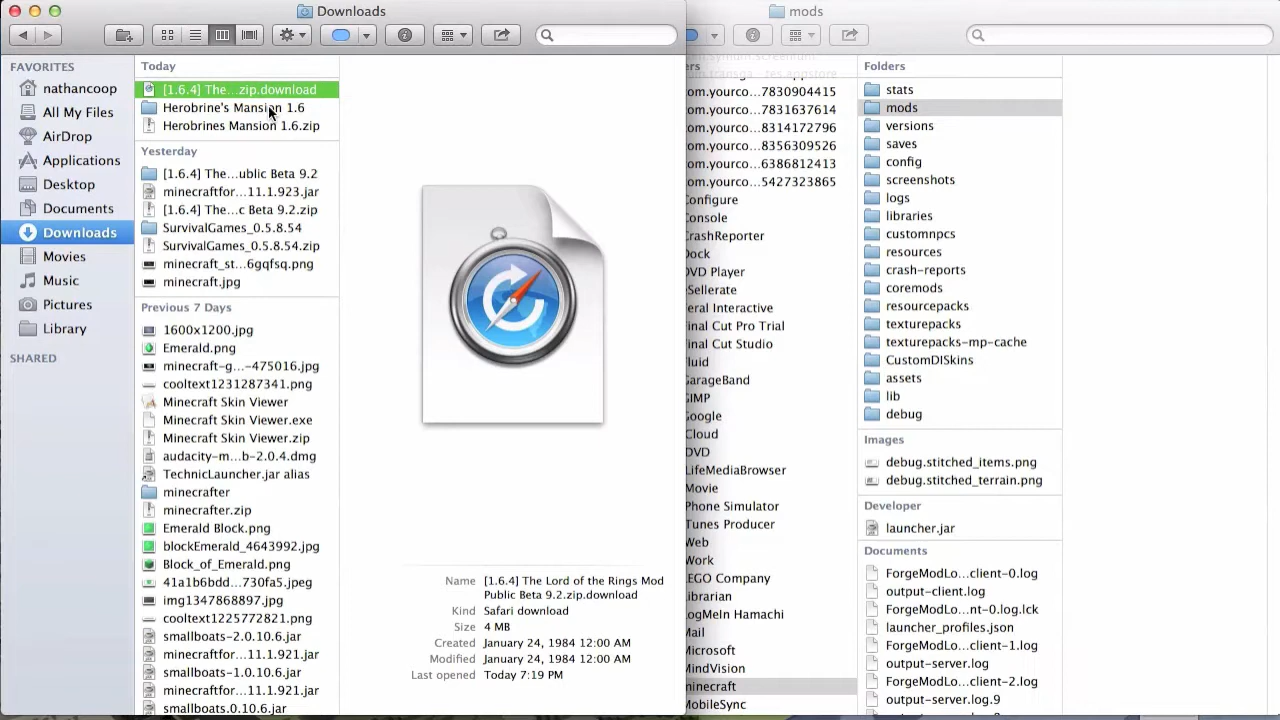 Downloads
FAVORITES
nathancoop
All My Files
AirDrop
Applications
Desktop
Documents
Downloads
Movies
Music
Pictures
Library
SHARED
Today
[1.6.4] The...zip.download
Herobrine's Mansion 1.6
Herobrines Mansion 1.6.zip
Yesterday
[1.6.4] The...ublic Beta 9.2
minecraftfor...11.1.923.jar
[1.6.4] The...c Beta 9.2.zip
SurvivalGames_0.5.8.54
SurvivalGames_0.5.8.54.zip
minecraft_st...6gqfsq.png
minecraft.jpg
Previous 7 Days
1600x1200.jpg
Emerald.png
minecraft-g...-475016.jpg
cooltext1231287341.png
Minecraft Skin Viewer
Minecraft Skin Viewer.exe
Minecraft Skin Viewer.zip
audacity-m...b-2.0.4.dmg
TechnicLauncher.jar alias
minecrafter
minecrafter.zip
Emerald Block.png
blockEmerald_4643992.jpg
Block_of_Emerald.png
41a1b6bdd...730fa5.jpeg
img1347868897.jpg
cooltext1225772821.png
smallboats-2.0.10.6.jar
minecraftfor...11.1.921.jar
smallboats-1.0.10.6.jar
minecraftfor...11.1.921.jar
smallboats.0.10.6.jar
Name [1.6.4] The Lord of the Rings Mod
Public Beta 9.2.zip.download
Kind Safari download
Size 4 MB
Created January 24, 1984 12:00 AM
Modified January 24, 1984 12:00 AM
Last opened Today 7:19 PM
mods
ers
om.yourco...7830904415
om.yourco...7831637614
om.yourco...8314172796
om.yourco...8356309526
om.yourco...6386812413
om.yourco...5427323865
Configure
Console
CrashReporter
Dock
DVD Player
eSellerate
eral Interactive
inal Cut Pro Trial
inal Cut Studio
luid
GarageBand
GIMP
Google
Cloud
DVD
LifeMediaBrowser
Movie
Phone Simulator
Tunes Producer
Web
Work
EGO Company
ibrarian
ogMeIn Hamachi
Mail
Microsoft
MindVision
minecraft
MobileSync
Folders
stats
mods
versions
saves
config
screenshots
logs
libraries
customnpcs
resources
crash-reports
coremods
resourcepacks
texturepacks
texturepacks-mp-cache
CustomDISkins
assets
lib
debug
Images
debug.stitched_items.png
debug.stitched_terrain.png
Developer
launcher.jar
Documents
ForgeModLo...client-0.log
output-client.log
ForgeModLo...nt-0.log.lck
launcher_profiles.json
ForgeModLo...client-1.log
output-server.log
ForgeModLo...client-2.log
output-server.log.9